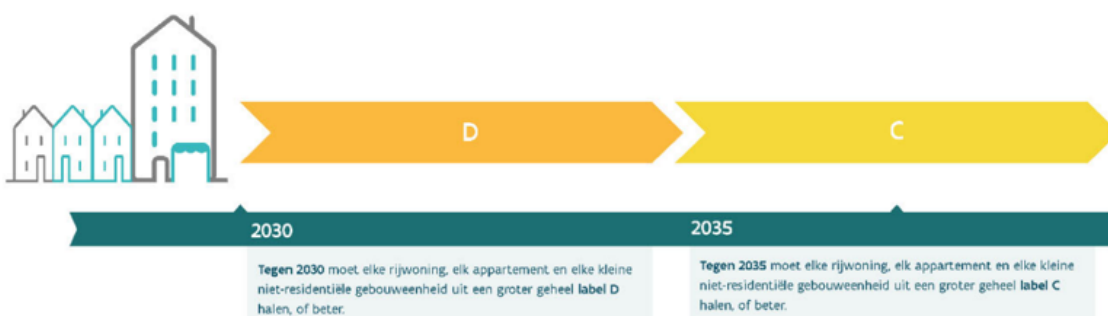 D
C
2030
2035
Tegen 2030 moet elke rijwoning, elk appartement en elke kleine
niet-residentiële gebouweenheid uit een groter geheel label D
halen, of beter.
Tegen 2035 moet elke rijwoning, elk appartement en elke kleine
niet-residentiële gebouweenheid uit een groter geheel label C
halen, of beter.